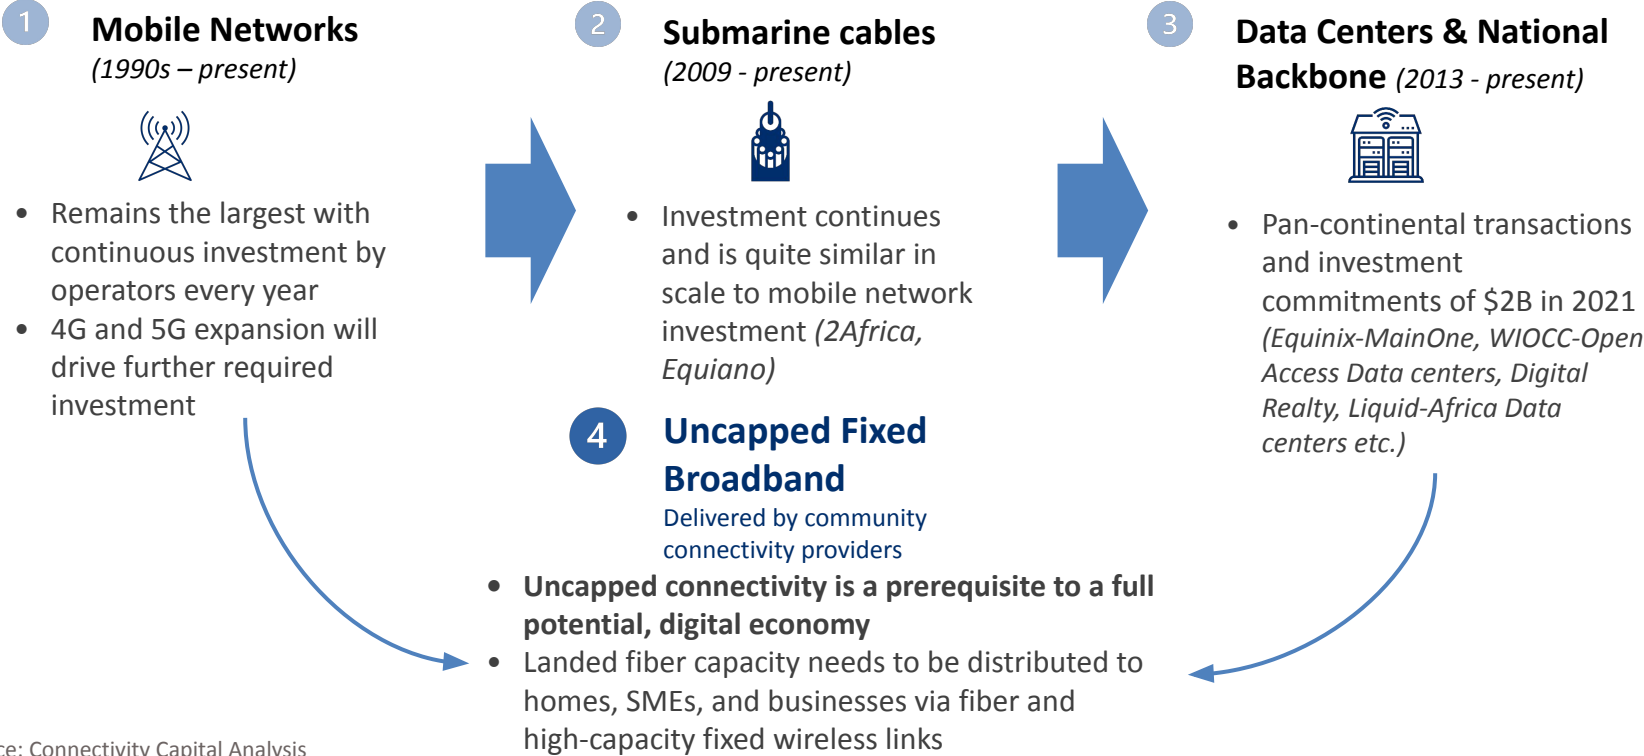 1
Mobile Networks
(1990s – present)
• Remains the largest with
continuous investment by
operators every year
• 4G and 5G expansion will
drive further required
investment
2
Submarine cables
(2009 - present)
• Investment continues
and is quite similar in
scale to mobile network
investment (2Africa,
Equiano)
3
Data Centers & National
Backbone (2013 - present)
• Pan-continental transactions
and investment
commitments of $2B in 2021
(Equinix-MainOne, WIOCC-Open
Access Data centers, Digital
Realty, Liquid-Africa Data
centers etc.)
4
Uncapped Fixed
Broadband
Delivered by community
connectivity providers
• Uncapped connectivity is a prerequisite to a full
potential, digital economy
• Landed fiber capacity needs to be distributed to
homes, SMEs, and businesses via fiber and
high-capacity fixed wireless links
ce: Connectivity Capital Analysis